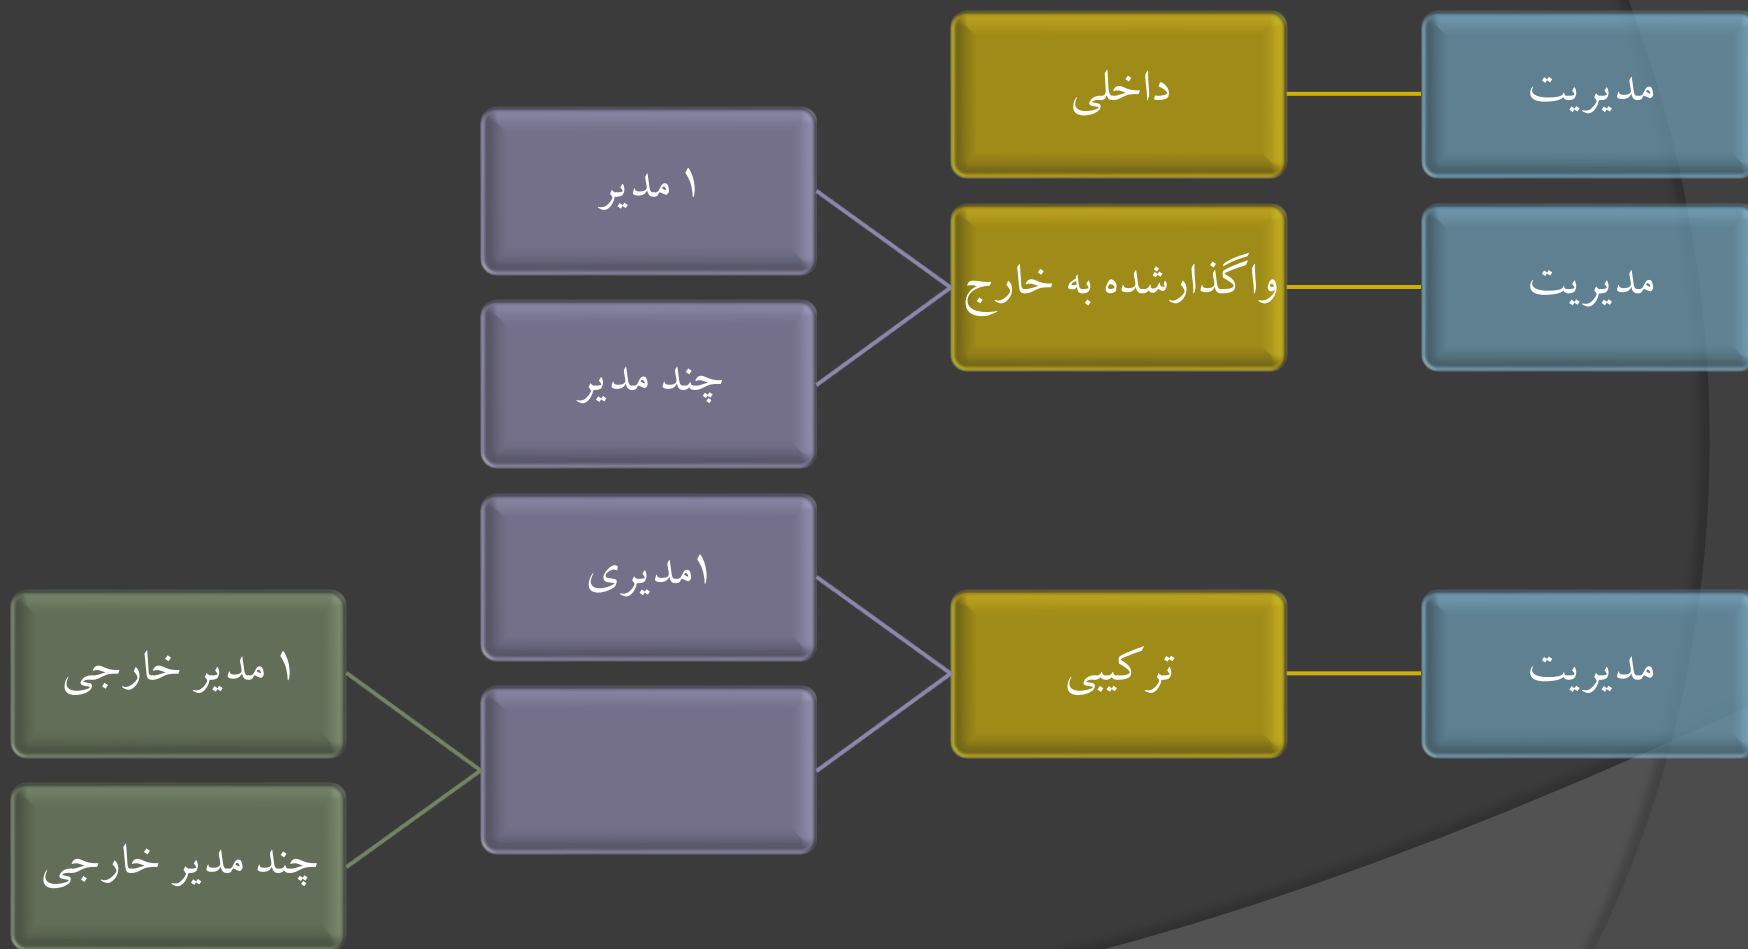 مدیریت
داخلی
مدیریت
واگذارشده به خارج
۱ مدیر
چند مدیر
مدیریت
ترکیبی
۱مدیری
۱ مدیر خارجی
چند مدیر خارجی